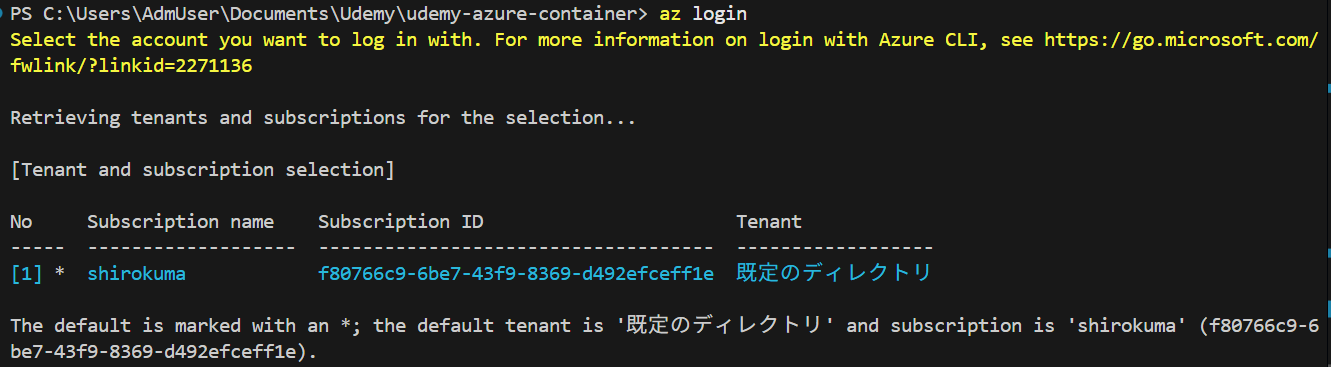 PS C:\Users\AdmUser\Documents\Udemy\udemy-azure-container> az login
Select the account you want to log in with. For more information on login with Azure CLI, see https://go.microsoft.com/
fwlink/?linkid=2271136
Retrieving tenants and subscriptions for the selection...
[Tenant and subscription selection]
No     Subscription name    Subscription ID                       Tenant
-----  -------------------  ------------------------------------  ------------------
[1] *  shirokuma            f80766c9-6be7-43f9-8369-d492efceff1e  既定のディレクトリ
The default is marked with an *; the default tenant is '既定のディレクトリ' and subscription is 'shirokuma' (f80766c9-6
be7-43f9-8369-d492efceff1e).